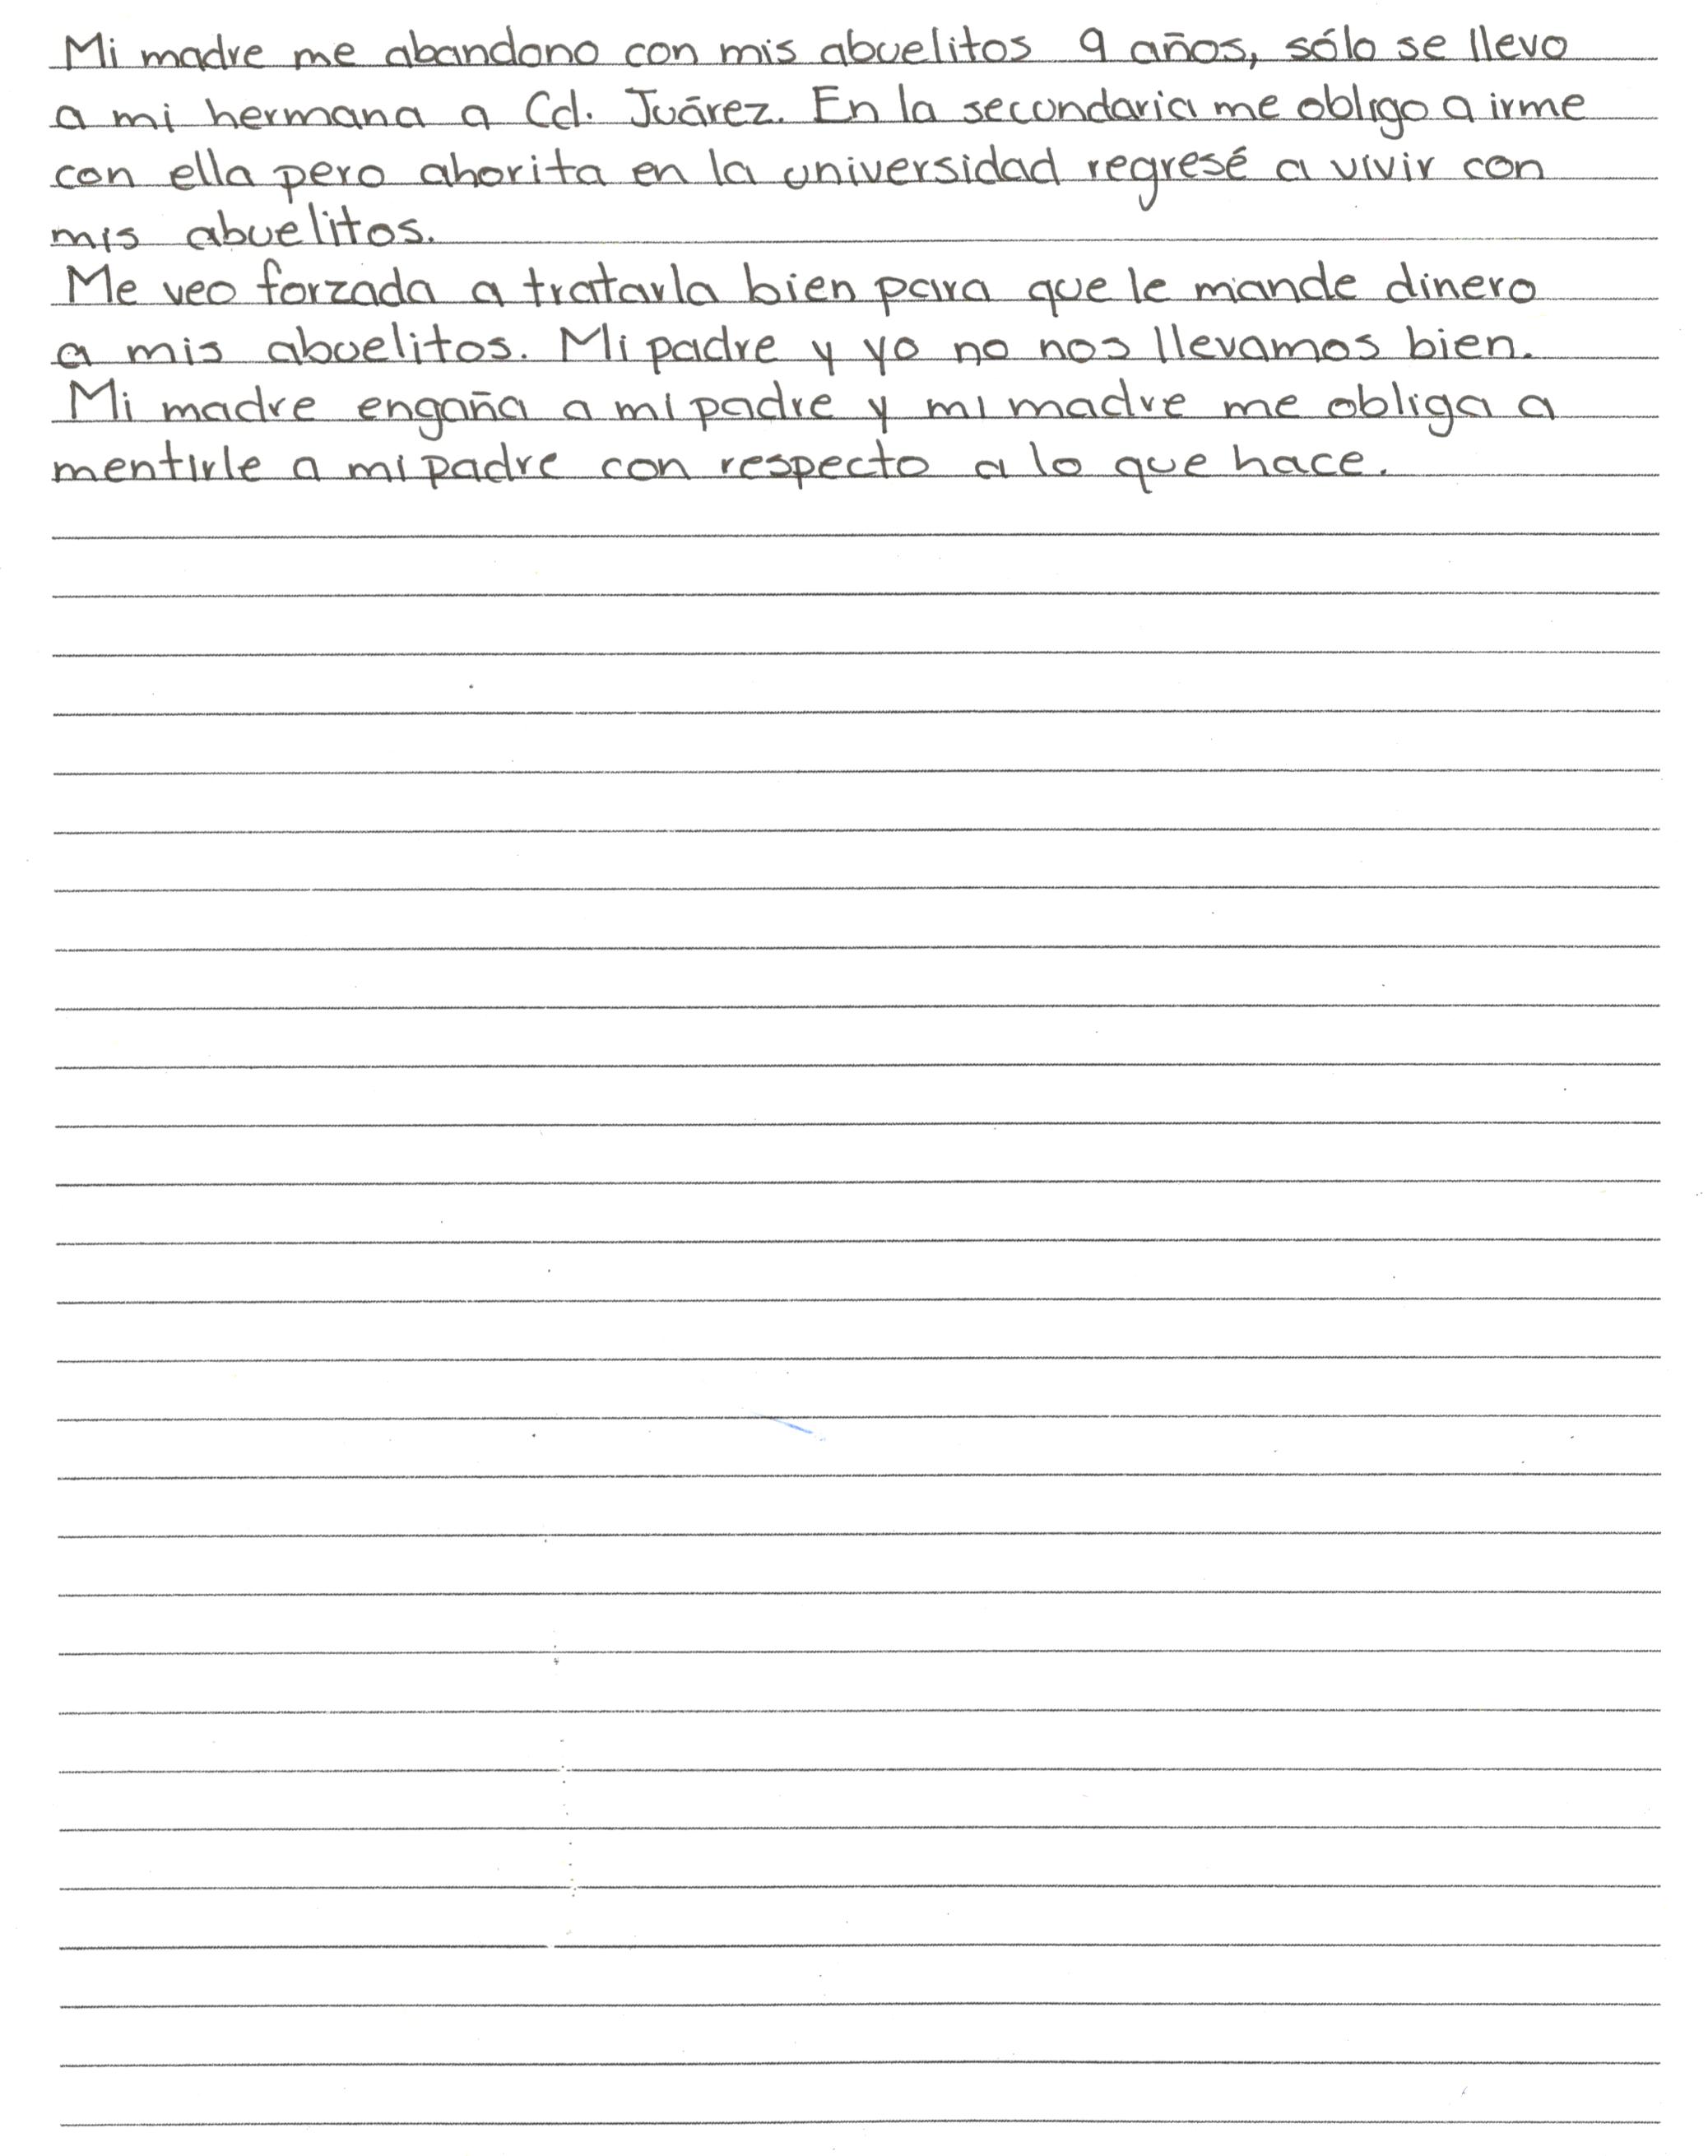 Mi madre me abandono con mis abuelitos 9 años, sólo se llevo
a mi hermana a Cd. Juárez. En la secundaria me obligo a irme
con ella pero ahorita en la universidad regresé a vivir con
mis abuelitos.
Me veo forzada a tratarla bien para que le mande dinero
a mis abuelitos. Mi padre y yo no nos llevamos bien.
Mi madre engaña a mi padre y mi madre me obliga a
mentirle a mi padre con respecto a lo que hace.